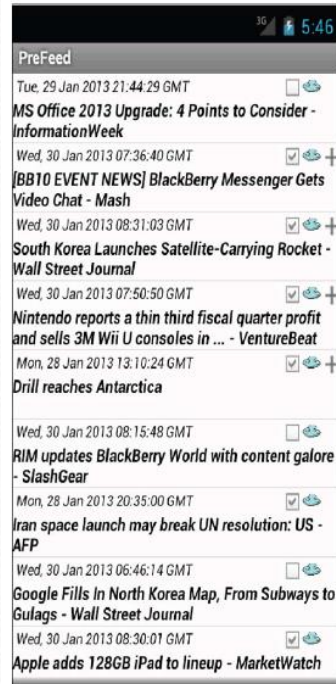 3G 5:46
PreFeed
Tue, 29 Jan 2013 21:44:29 GMT
MS Office 2013 Upgrade: 4 Points to Consider -
InformationWeek
Wed, 30 Jan 2013 07:36:40 GMT
[BB10 EVENT NEWS] BlackBerry Messenger Gets
Video Chat - Mash
Wed, 30 Jan 2013 08:31:03 GMT
South Korea Launches Satellite-Carrying Rocket -
Wall Street Journal
Wed, 30 Jan 2013 07:50:50 GMT
Nintendo reports a thin third fiscal quarter profit
and sells 3M Wii U consoles in ... - VentureBeat
Mon, 28 Jan 2013 13:10:24 GMT
Drill reaches Antarctica
Wed, 30 Jan 2013 08:15:48 GMT
RIM updates BlackBerry World with content galore
- SlashGear
Mon, 28 Jan 2013 20:35:00 GMT
Iran space launch may break UN resolution: US -
AFP
Wed, 30 Jan 2013 06:46:14 GMT
Google Fills In North Korea Map, From Subways to
Gulags - Wall Street Journal
Wed, 30 Jan 2013 08:30:01 GMT
Apple adds 128GB iPad to lineup - MarketWatch